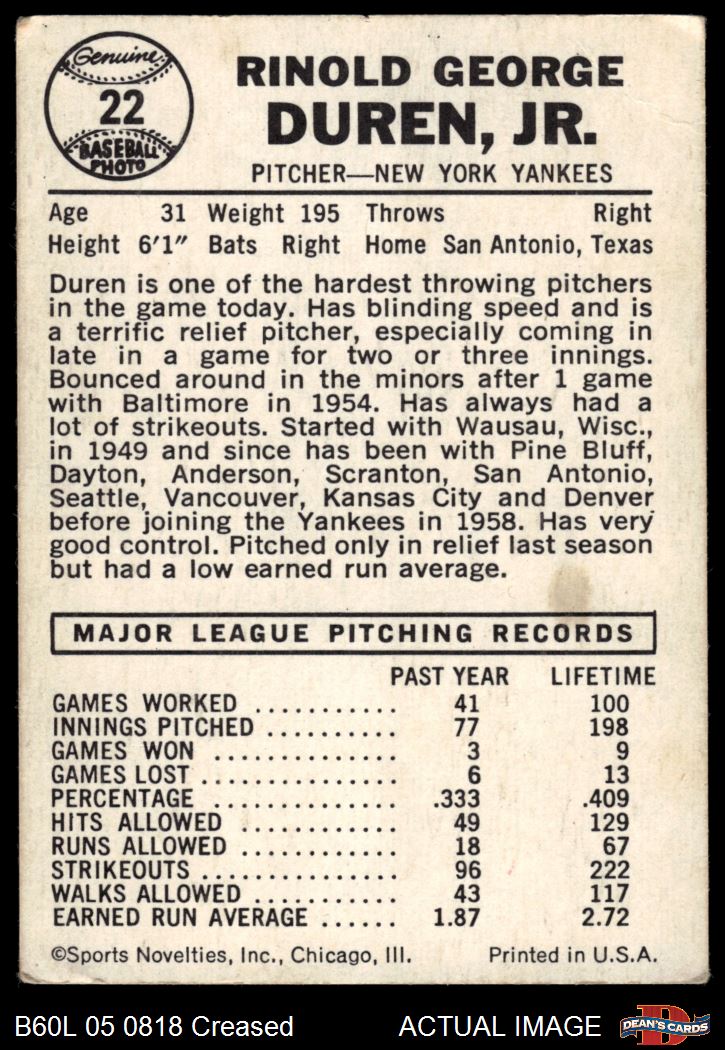 Genuine
22
BASEBALL
PHOTO
RINOLD GEORGE
DUREN, JR.
PITCHER—NEW YORK YANKEES
Age 31 Weight 195 Throws Right
Height 6'1" Bats Right Home San Antonio, Texas
Duren is one of the hardest throwing pitchers
in the game today. Has blinding speed and is
a terrific relief pitcher, especially coming in
late in a game for two or three innings.
Bounced around in the minors after 1 game
with Baltimore in 1954. Has always had a
lot of strikeouts. Started with Wausau, Wisc.,
in 1949 and since has been with Pine Bluff,
Dayton, Anderson, Scranton, San Antonio,
Seattle, Vancouver, Kansas City and Denver
before joining the Yankees in 1958. Has very
good control. Pitched only in relief last season
but had a low earned run average.
MAJOR LEAGUE PITCHING RECORDS
PAST YEAR LIFETIME
GAMES WORKED ........... 41 100
INNINGS PITCHED .......... 77 198
GAMES WON .............. 3 9
GAMES LOST ............... 6 13
PERCENTAGE .............. .333 .409
HITS ALLOWED ............ 49 129
RUNS ALLOWED ............ 18 67
STRIKEOUTS ............... 96 222
WALKS ALLOWED ........... 43 117
EARNED RUN AVERAGE ...... 1.87 2.72
©Sports Novelties, Inc., Chicago, Ill. Printed in U.S.A.
B60L 05 0818 Creased ACTUAL IMAGE D DEAN'S CARDS